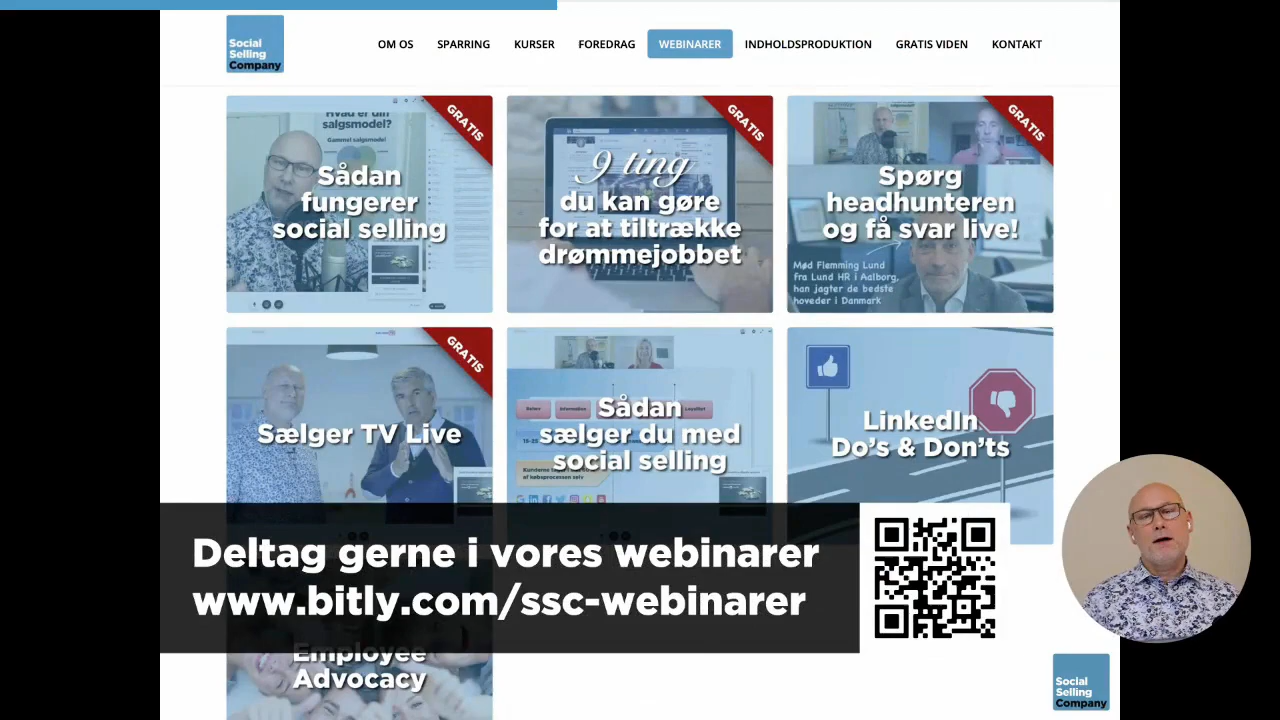 Social
Selling
Company
OM OS
SPARRING
KURSER
FOREDRAG
WEBINARER
INDHOLDSPRODUKTION
GRATIS VIDEN
KONTAKT
Hvad er din
salgsmodel?
GRATIS
Sådan
fungerer
social selling
GRATIS
9 ting
du kan gøre
for at tiltrække
drømmejobbet
GRATIS
Spørg
headhunteren
og få svar live!
Mød Flemming Lund
fra Lund HR i Aalborg,
han jagter de bedste
hoveder i Danmark
GRATIS
Sælger TV Live
Sådan
sælger du med
social selling
LinkedIn
Do's & Don'ts
Deltag gerne i vores webinarer
www.bitly.com/ssc-webinarer
Employee
Advocacy
Social
Selling
Company